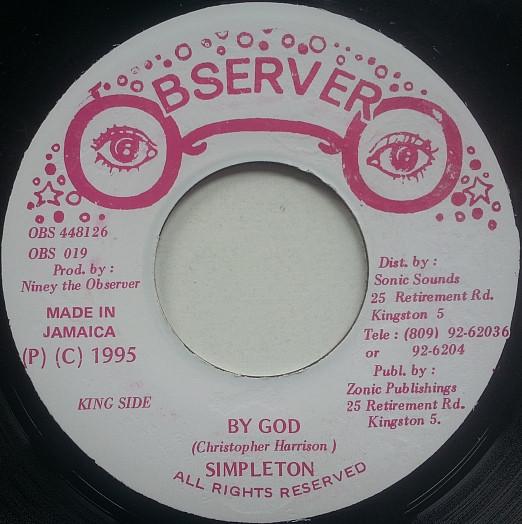 OBSERVER
OBS 448126
OBS 019
Prod. by :
Niney the Observer
MADE IN
JAMAICA
(P) (C) 1995
KING SIDE
Dist. by :
Sonic Sounds
25 Retirement Rd.
Kingston 5
Tele : (809) 92-62036
or 92-6204
Publ. by :
Zonic Publishings
25 Retirement Rd.
Kingston 5.
BY GOD
(Christopher Harrison )
SIMPLETON
ALL RIGHTS RESERVED